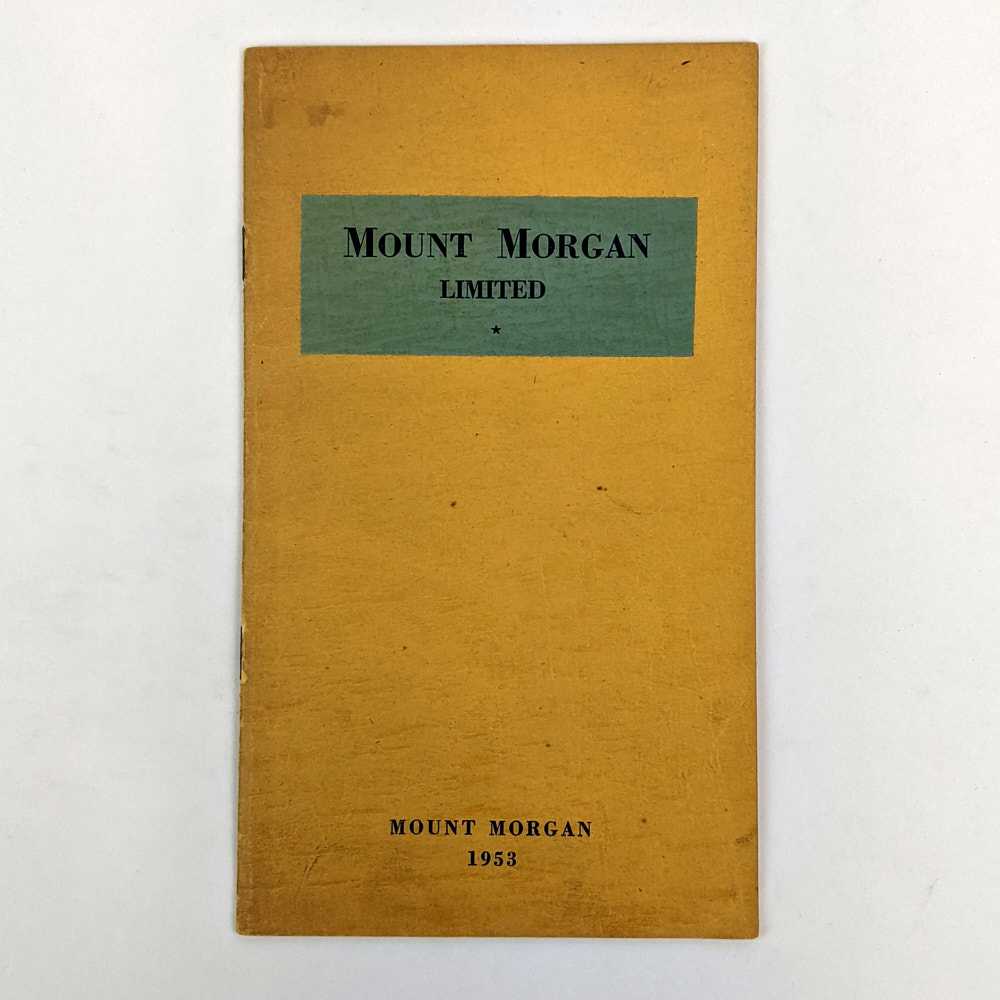 MOUNT MORGAN
LIMITED
★
MOUNT MORGAN
1953